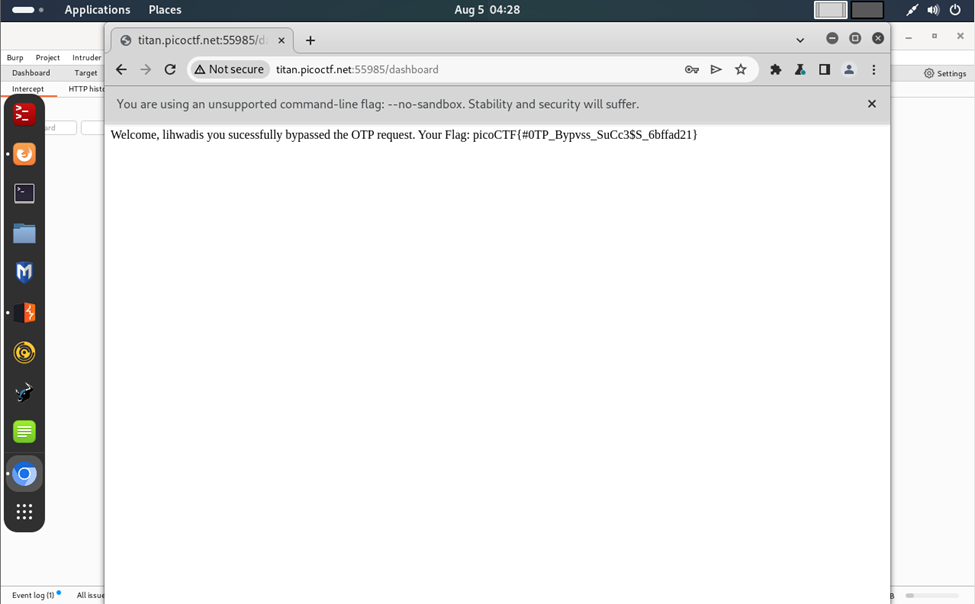 Applications Places Aug 5 04:28
titan.picoctf.net:55985/d
Burp Project Intruder
Dashboard Target Settings
Not secure titan.picoctf.net:55985/dashboard
Intercept HTTP histo
You are using an unsupported command-line flag: --no-sandbox. Stability and security will suffer.
Welcome, lihwadis you sucessfully bypassed the OTP request. Your Flag: picoCTF{#0TP_Bypvss_SuCc3$S_6bffad21}
Event log (1) All issue